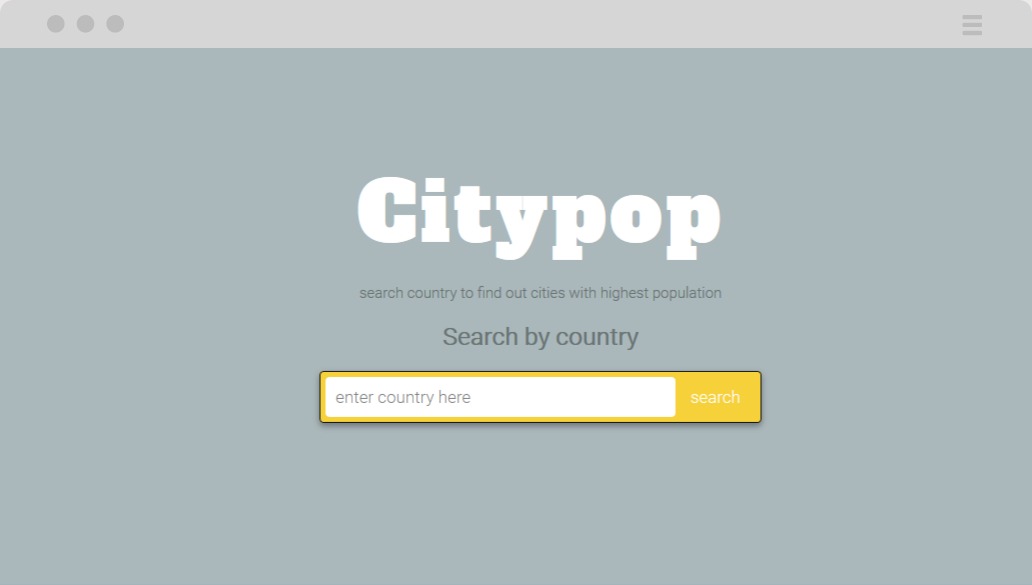 Citypop
search country to find out cities with highest population
Search by country
enter country here
search